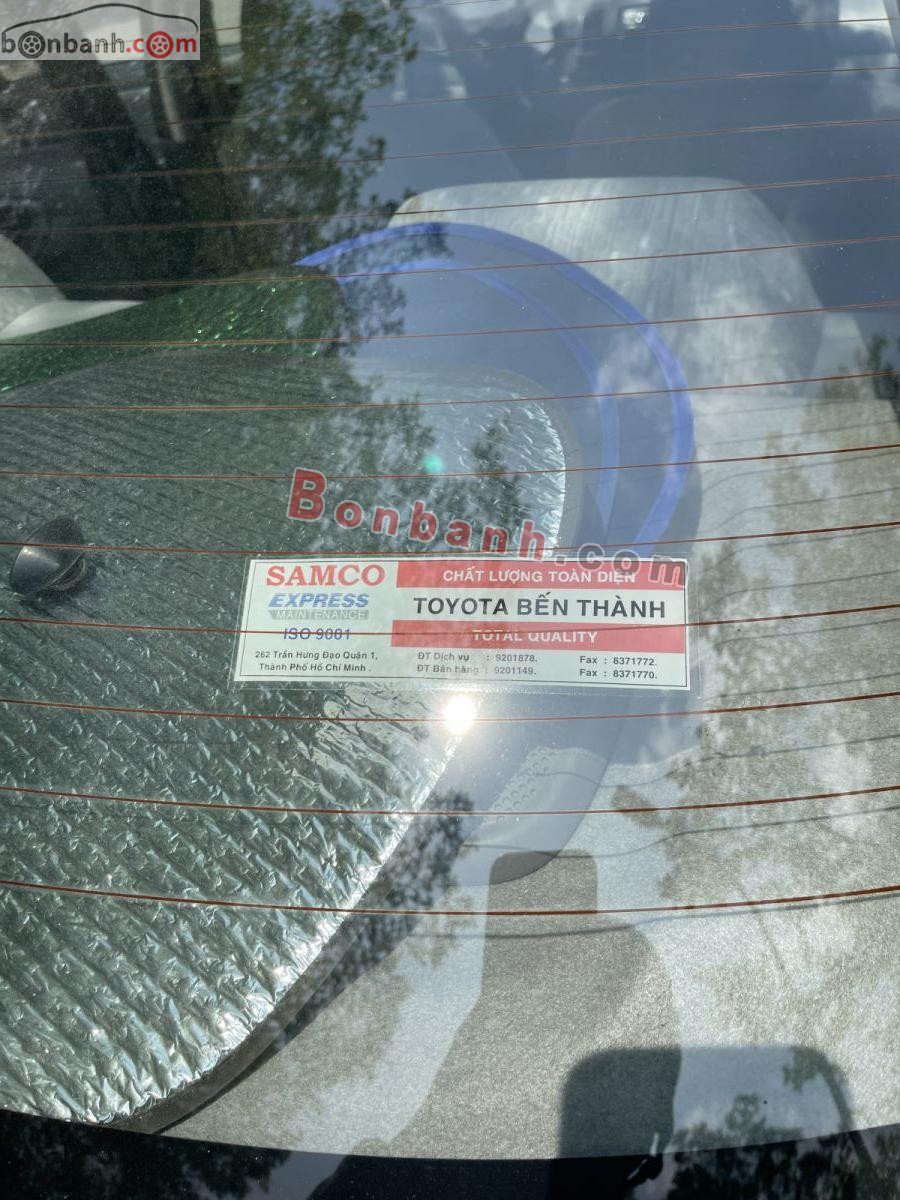 bonbanh.com
Bonbanh.com
SAMCO
EXPRESS
MAINTENANCE
ISO 9001
262 Trần Hưng Đạo Quận 1,
Thành Phố Hồ Chí Minh .
CHẤT LƯỢNG TOÀN DIỆN
TOYOTA BẾN THÀNH
TOTAL QUALITY
ĐT Dịch vụ : 9201878. Fax : 8371772.
ĐT Bán hàng : 9201149. Fax : 8371770.